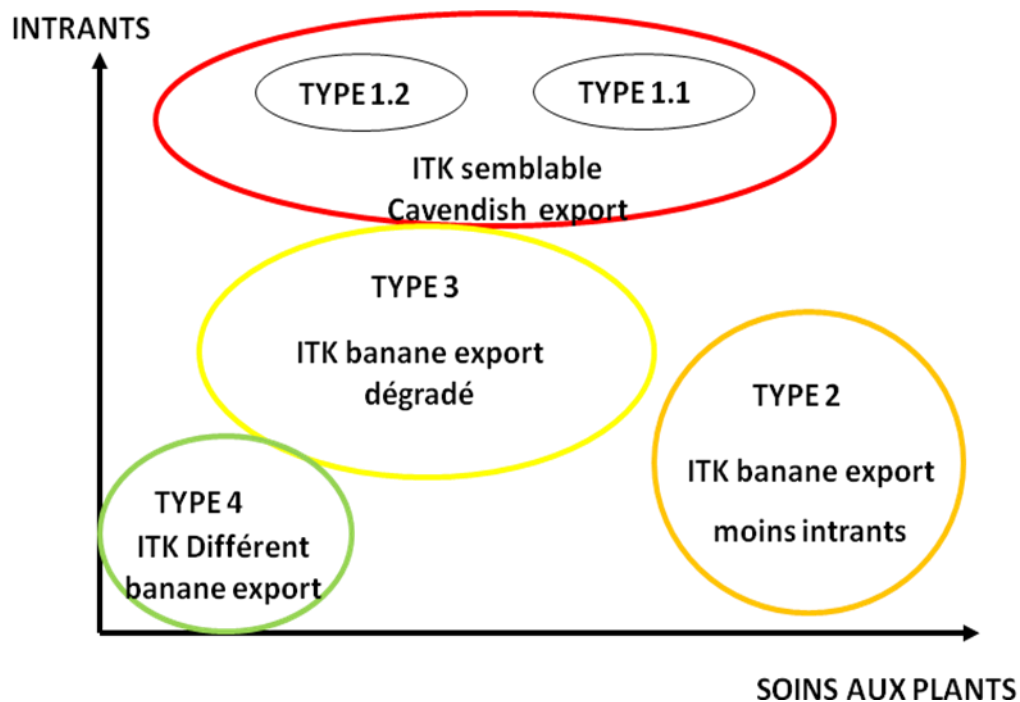 INTRANTS
TYPE 1.2
TYPE 1.1
ITK semblable
Cavendish export
TYPE 3
ITK banane export
dégradé
TYPE 2
ITK banane export
moins intrants
TYPE 4
ITK Différent
banane export
SOINS AUX PLANTS